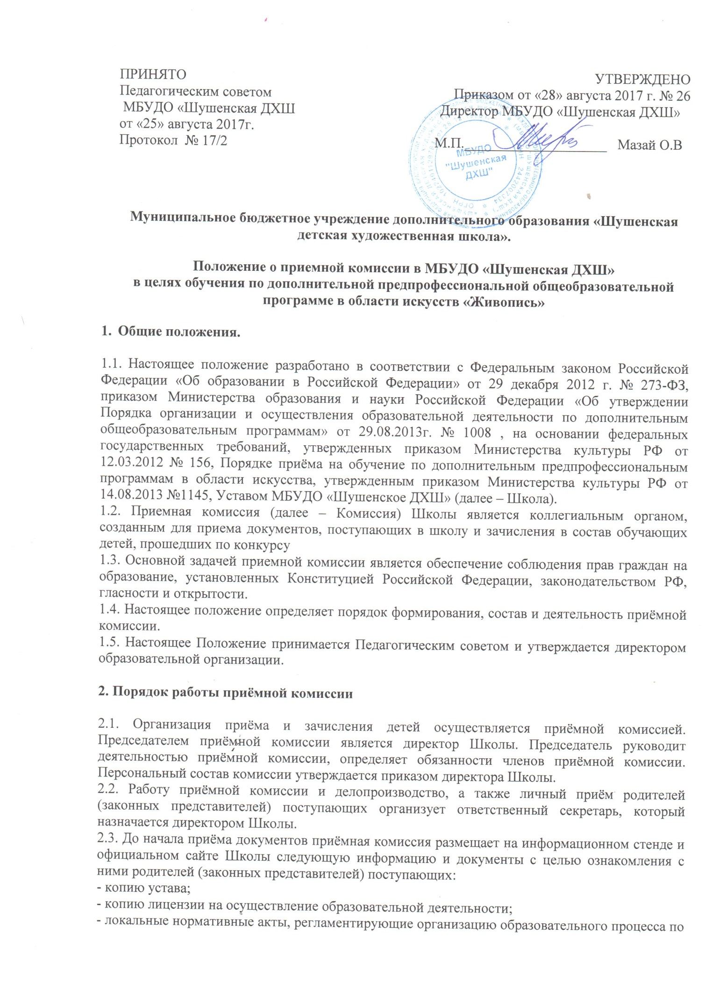 ПРИНЯТО
Педагогическим советом
МБУДО «Шушенская ДХШ
от «25» августа 2017г.
Протокол № 17/2
УТВЕРЖДЕНО
Приказом от «28» августа 2017 г. № 26
Директор МБУДО «Шушенская ДХШ»
М.П.____________________ Мазай О.В
МБУДО
"Шушенская
ДХШ"
Муниципальное бюджетное учреждение дополнительного образования «Шушенская
детская художественная школа».
Положение о приемной комиссии в МБУДО «Шушенская ДХШ»
в целях обучения по дополнительной предпрофессиональной общеобразовательной
программе в области искусств «Живопись»
1. Общие положения.
1.1. Настоящее положение разработано в соответствии с Федеральным законом Российской
Федерации «Об образовании в Российской Федерации» от 29 декабря 2012 г. № 273-ФЗ,
приказом Министерства образования и науки Российской Федерации «Об утверждении
Порядка организации и осуществления образовательной деятельности по дополнительным
общеобразовательным программам» от 29.08.2013г. № 1008 , на основании федеральных
государственных требований, утвержденных приказом Министерства культуры РФ от
12.03.2012 № 156, Порядке приёма на обучение по дополнительным предпрофессиональным
программам в области искусства, утвержденным приказом Министерства культуры РФ от
14.08.2013 №1145, Уставом МБУДО «Шушенское ДХШ» (далее – Школа).
1.2. Приемная комиссия (далее – Комиссия) Школы является коллегиальным органом,
созданным для приема документов, поступающих в школу и зачисления в состав обучающих
детей, прошедших по конкурсу
1.3. Основной задачей приемной комиссии является обеспечение соблюдения прав граждан на
образование, установленных Конституцией Российской Федерации, законодательством РФ,
гласности и открытости.
1.4. Настоящее положение определяет порядок формирования, состав и деятельность приёмной
комиссии.
1.5. Настоящее Положение принимается Педагогическим советом и утверждается директором
образовательной организации.
2. Порядок работы приёмной комиссии
2.1. Организация приёма и зачисления детей осуществляется приёмной комиссией.
Председателем приёмной комиссии является директор Школы. Председатель руководит
деятельностью приёмной комиссии, определяет обязанности членов приёмной комиссии.
Персональный состав комиссии утверждается приказом директора Школы.
2.2. Работу приёмной комиссии и делопроизводство, а также личный приём родителей
(законных представителей) поступающих организует ответственный секретарь, который
назначается директором Школы.
2.3. До начала приёма документов приёмная комиссия размещает на информационном стенде и
официальном сайте Школы следующую информацию и документы с целью ознакомления с
ними родителей (законных представителей) поступающих:
- копию устава;
- копию лицензии на осуществление образовательной деятельности;
- локальные нормативные акты, регламентирующие организацию образовательного процесса по